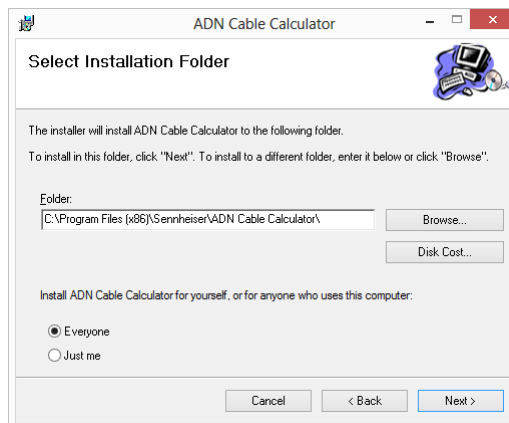 ADN Cable Calculator
Select Installation Folder
The installer will install ADN Cable Calculator to the following folder.
To install in this folder, click "Next". To install to a different folder, enter it below or click "Browse".
Folder:
C:\Program Files (x86)\Sennheiser\ADN Cable Calculator\
Browse...
Disk Cost...
Install ADN Cable Calculator for yourself, or for anyone who uses this computer:
Everyone
Just me
Cancel
< Back
Next >